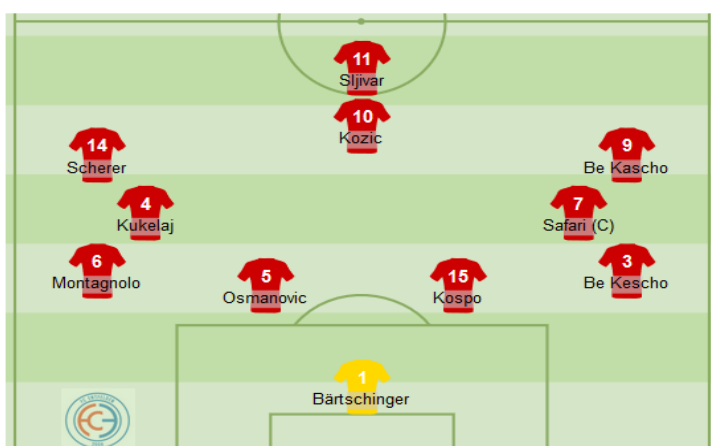 11
Sljivar
10
Kozic
14
Scherer
9
Be Kascho
4
Kukelaj
7
Safari (C)
6
Montagnolo
5
Osmanovic
15
Kospo
3
Be Kescho
1
Bärtschinger